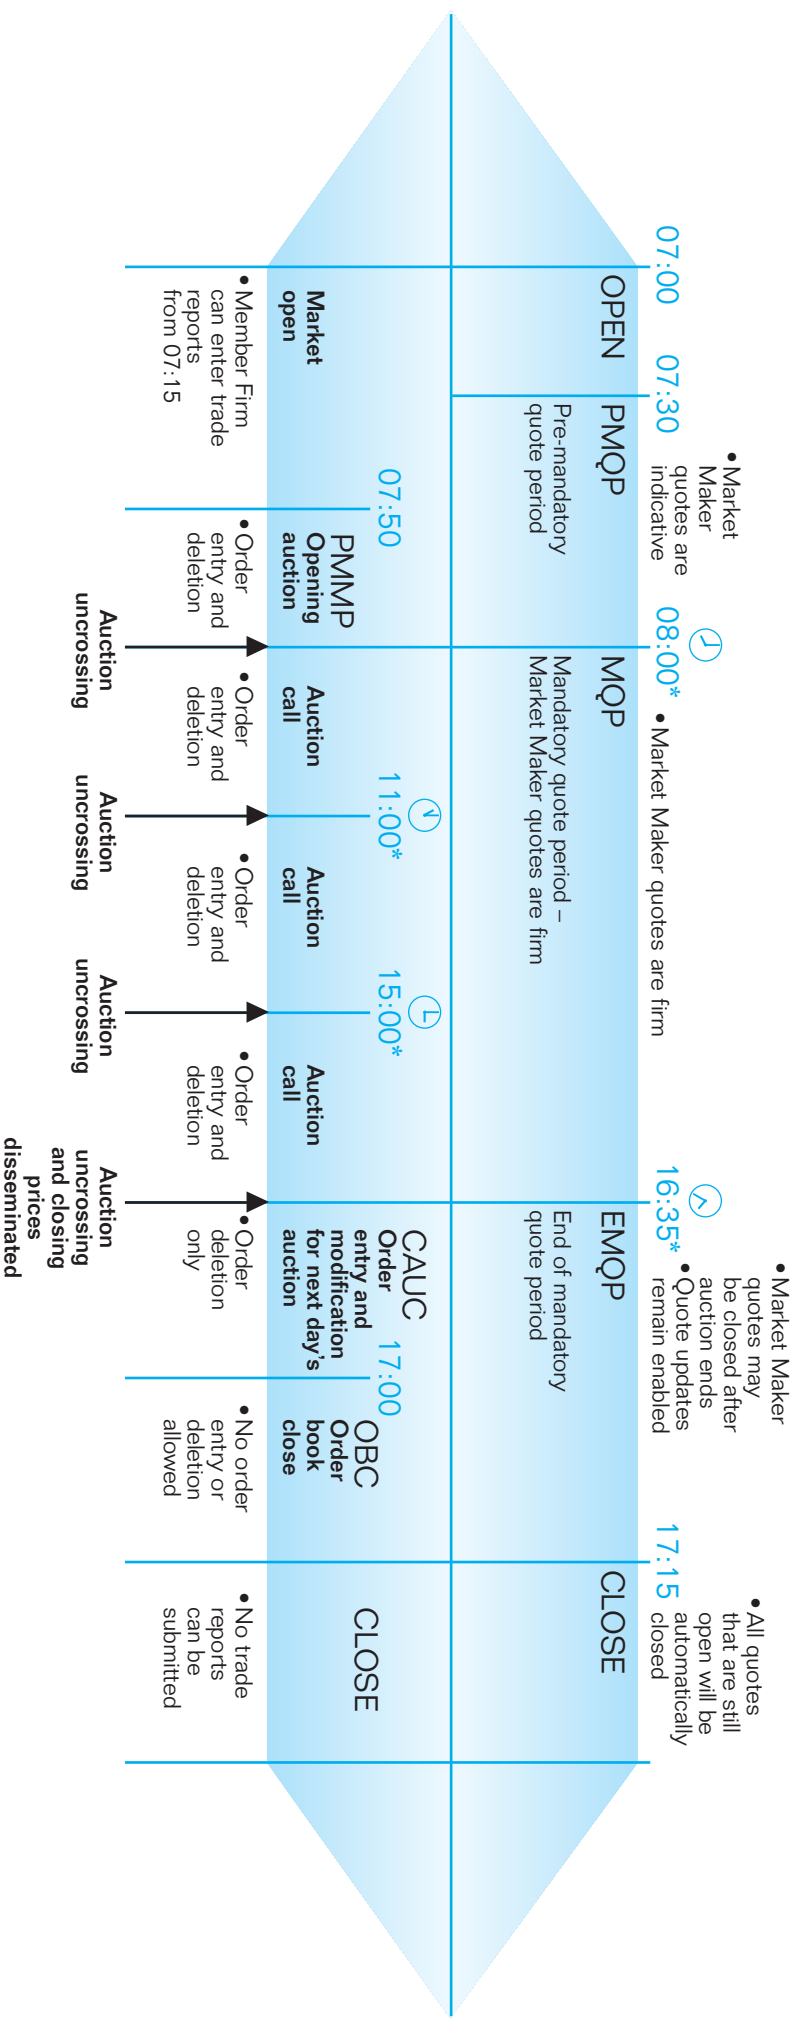 • Market
Maker
quotes are
indicative
• Market Maker
quotes may
be closed after
auction ends
• Quote updates
remain enabled
• All quotes
that are still
open will be
automatically
closed
• Market Maker quotes are firm
07:00
07:30
08:00*
16:35*
17:15
OPEN
PMQP
MQP
EMQP
CLOSE
Pre-mandatory
quote period
Mandatory quote period –
Market Maker quotes are firm
End of mandatory
quote period
07:50
11:00*
15:00*
17:00
Market
open
PMMP
Opening
auction
Auction
call
Auction
call
Auction
call
CAUC
Order
entry and
modification
for next day's
auction
OBC
Order
book
close
CLOSE
• Member Firm
can enter trade
reports
from 07:15
• Order
entry and
deletion
• Order
entry and
deletion
• Order
entry and
deletion
• Order
entry and
deletion
• Order
deletion
only
• No order
entry or
deletion
allowed
• No trade
reports
can be
submitted
Auction
uncrossing
Auction
uncrossing
Auction
uncrossing
Auction
uncrossing
and closing
prices
disseminated